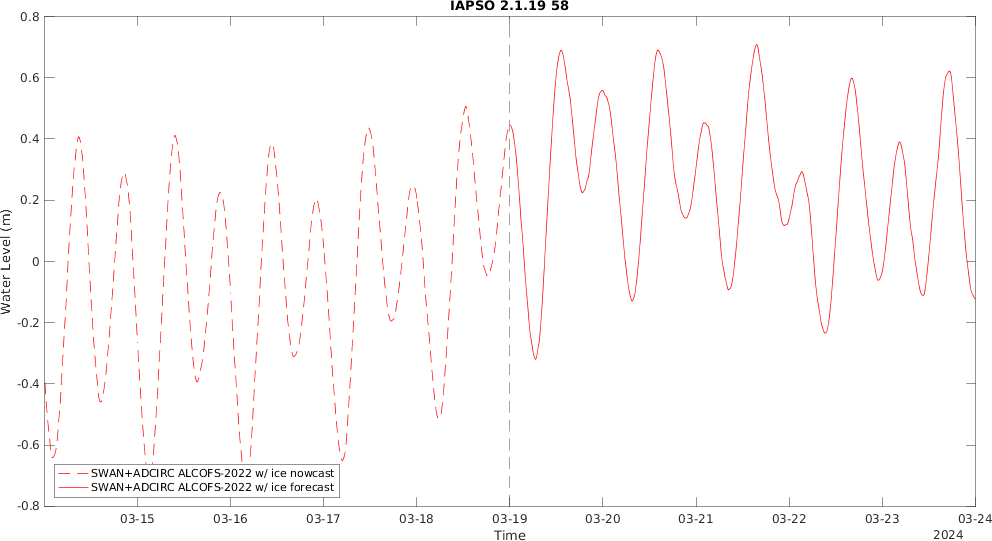 IAPSO 2.1.19 58
0.8
0.6
0.4
0.2
0
-0.2
-0.4
-0.6
-0.8
Water Level (m)
SWAN+ADCIRC ALCOFS-2022 w/ ice nowcast
SWAN+ADCIRC ALCOFS-2022 w/ ice forecast
03-15 03-16 03-17 03-18 03-19 03-20 03-21 03-22 03-23 03-24
Time
2024